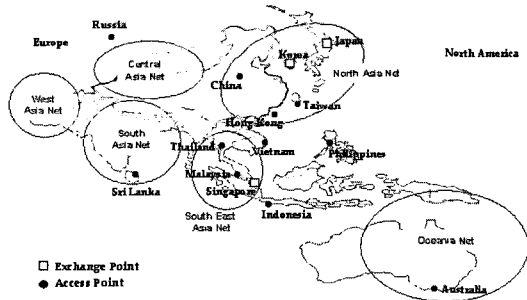 Russia
Europe
Japan
Korea
North America
Central
Asia Net
North Asia Net
China
West
Asia Net
Taiwan
Hong Kong
South
Asia Net
Thailand
Vietnam
Philippines
Malaysia
Sri Lanka
Singapore
Indonesia
South East
Asia Net
Oceania Net
Exchange Point
Access Point
Australia